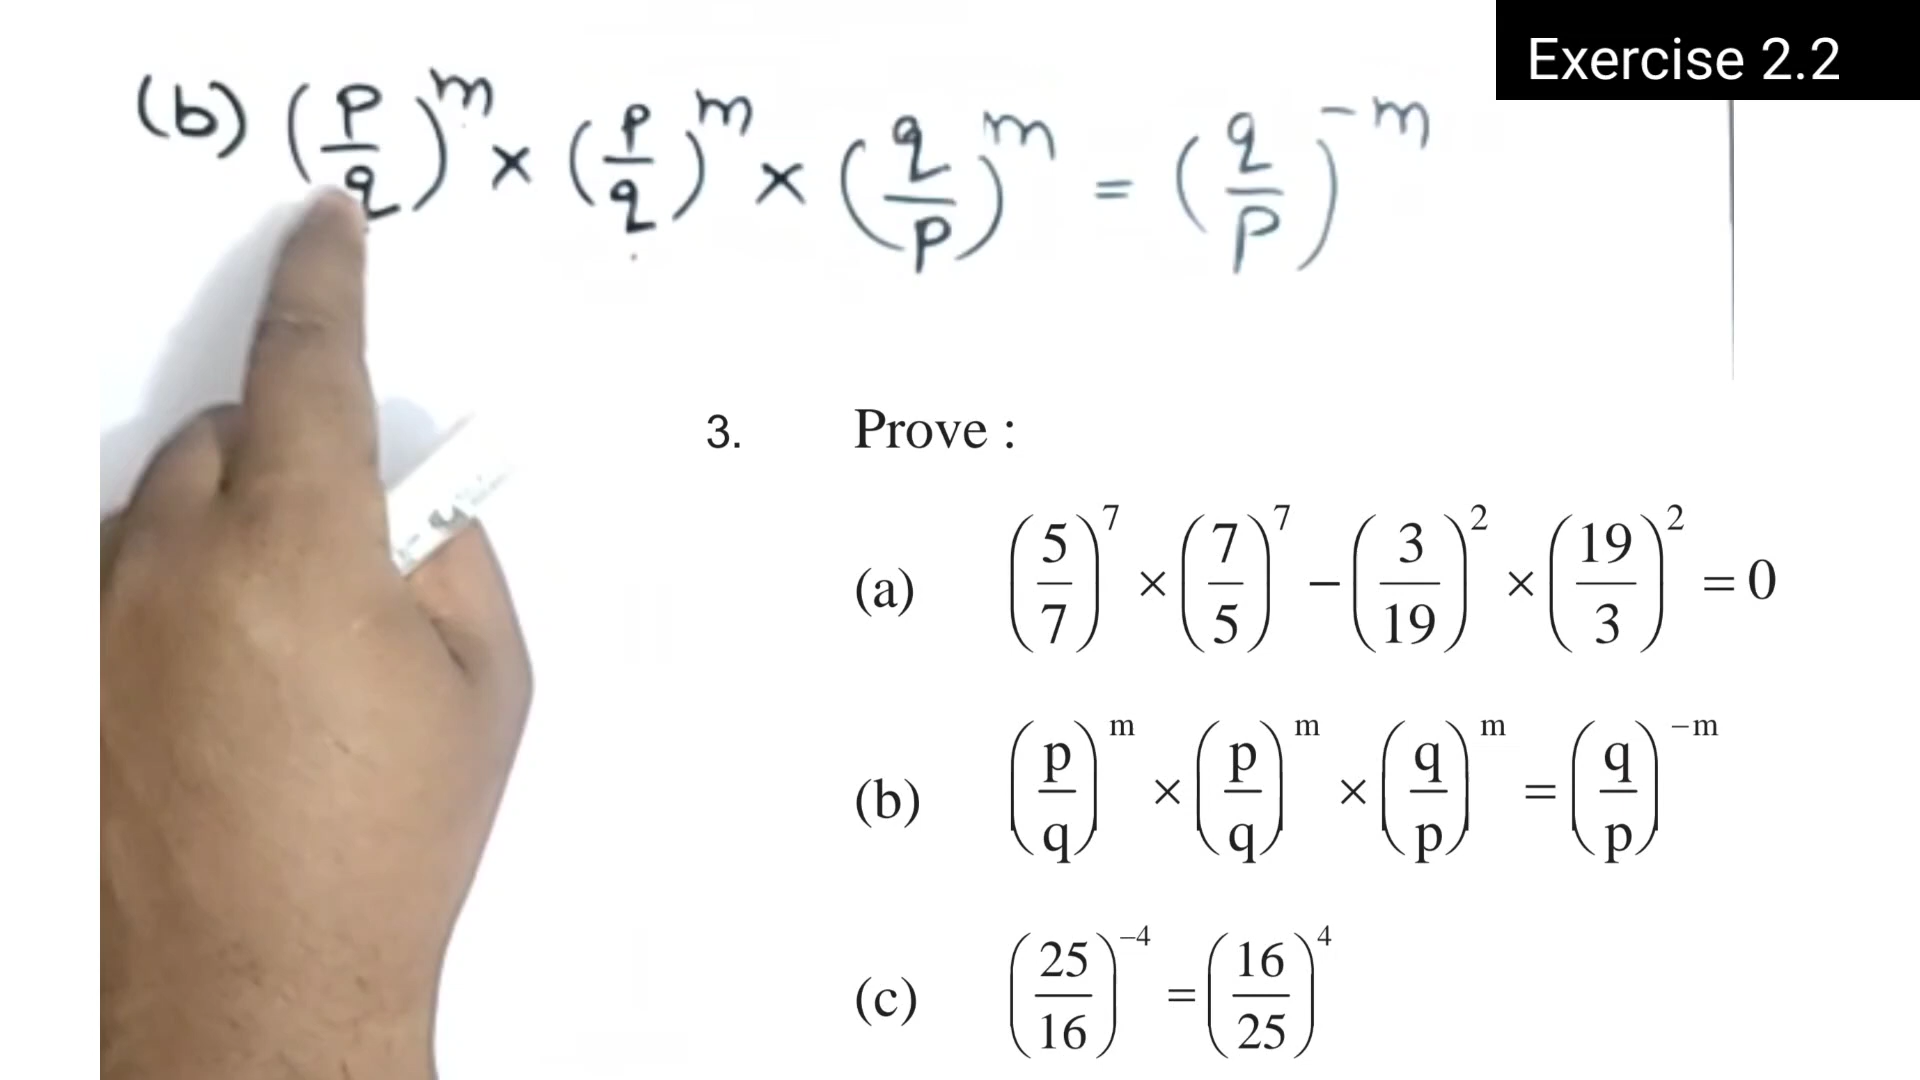 Exercise 2.2
(b) (p/q)^m × (p/q)^m × (q/p)^m = (q/p)^-m
3. Prove :
(a) (5/7)^7 × (7/5)^7 − (3/19)^2 × (19/3)^2 = 0
(b) (p/q)^m × (p/q)^m × (q/p)^m = (q/p)^−m
(c) (25/16)^−4 = (16/25)^4